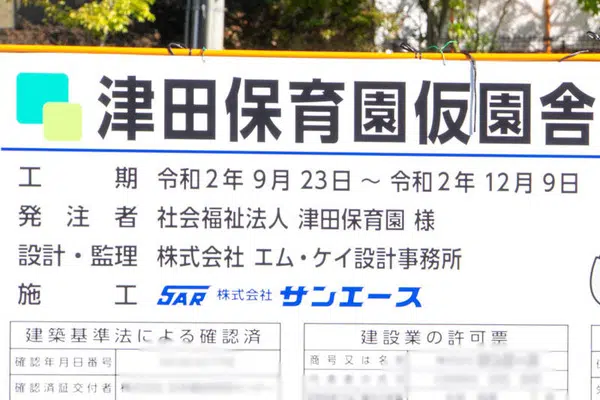 津田保育園仮園舎
工期 令和2年9月23日～令和2年12月9日
発注者 社会福祉法人 津田保育園 様
設計・監理 株式会社 エム・ケイ設計事務所
施工 SAR 株式会社 サンエース
建築基準法による確認済
建設業の許可票
確認年月日番号
商号又は名
確認済証交付者